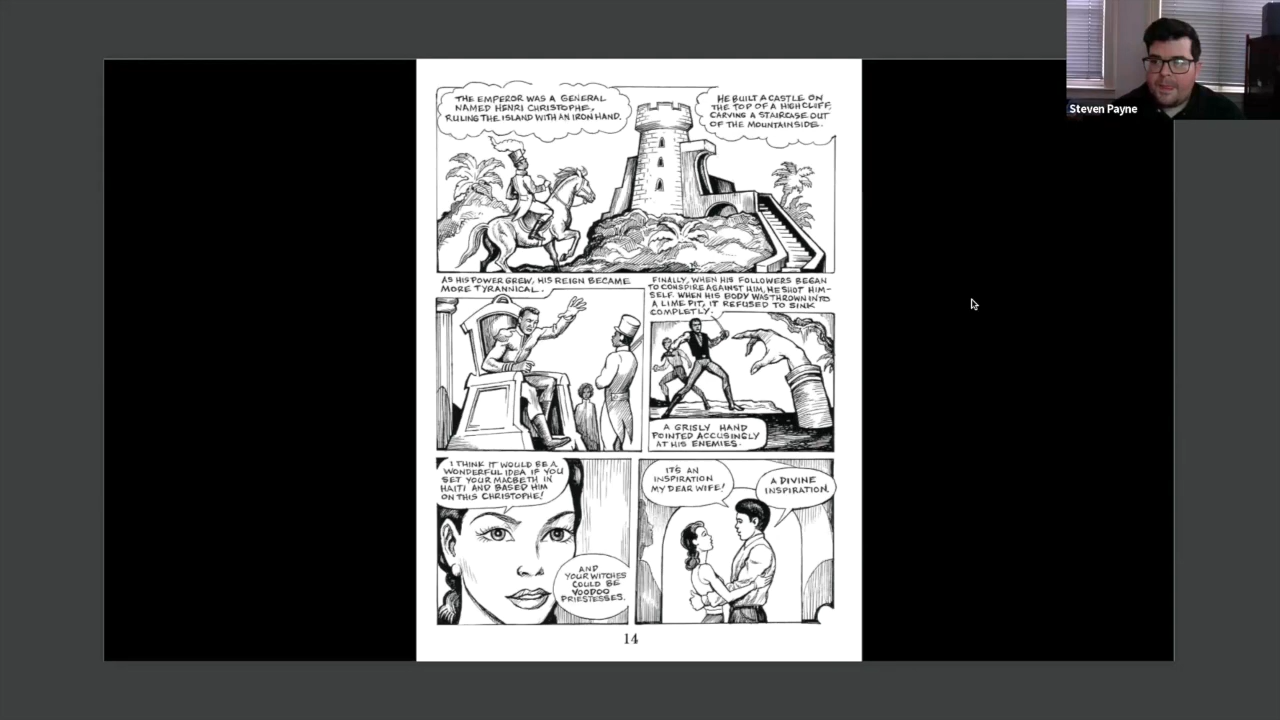 THE EMPEROR WAS A GENERAL
NAMED HENRI CHRISTOPHE,
RULING THE ISLAND WITH AN IRON HAND.
HE BUILT A CASTLE ON
THE TOP OF A HIGH CLIFF,
CARVING A STAIRCASE OUT
OF THE MOUNTAINSIDE.
AS HIS POWER GREW, HIS REIGN BECAME
MORE TYRANNICAL.
FINALLY, WHEN HIS FOLLOWERS BEGAN
TO CONSPIRE AGAINST HIM, HE SHOT HIM-
SELF. WHEN HIS BODY WAS THROWN INTO
A LIME PIT, IT REFUSED TO SINK
COMPLETLY.
A GRISLY HAND
POINTED ACCUSINGLY
AT HIS ENEMIES.
I THINK IT WOULD BE A
WONDERFUL IDEA IF YOU
SET YOUR MACBETH IN
HAITI AND BASED HIM
ON THIS CHRISTOPHE!
AND
YOUR WITCHES
COULD BE
VOODOO
PRIESTESSES.
IT'S AN
INSPIRATION
MY DEAR WIFE!
A DIVINE
INSPIRATION.
14
Steven Payne